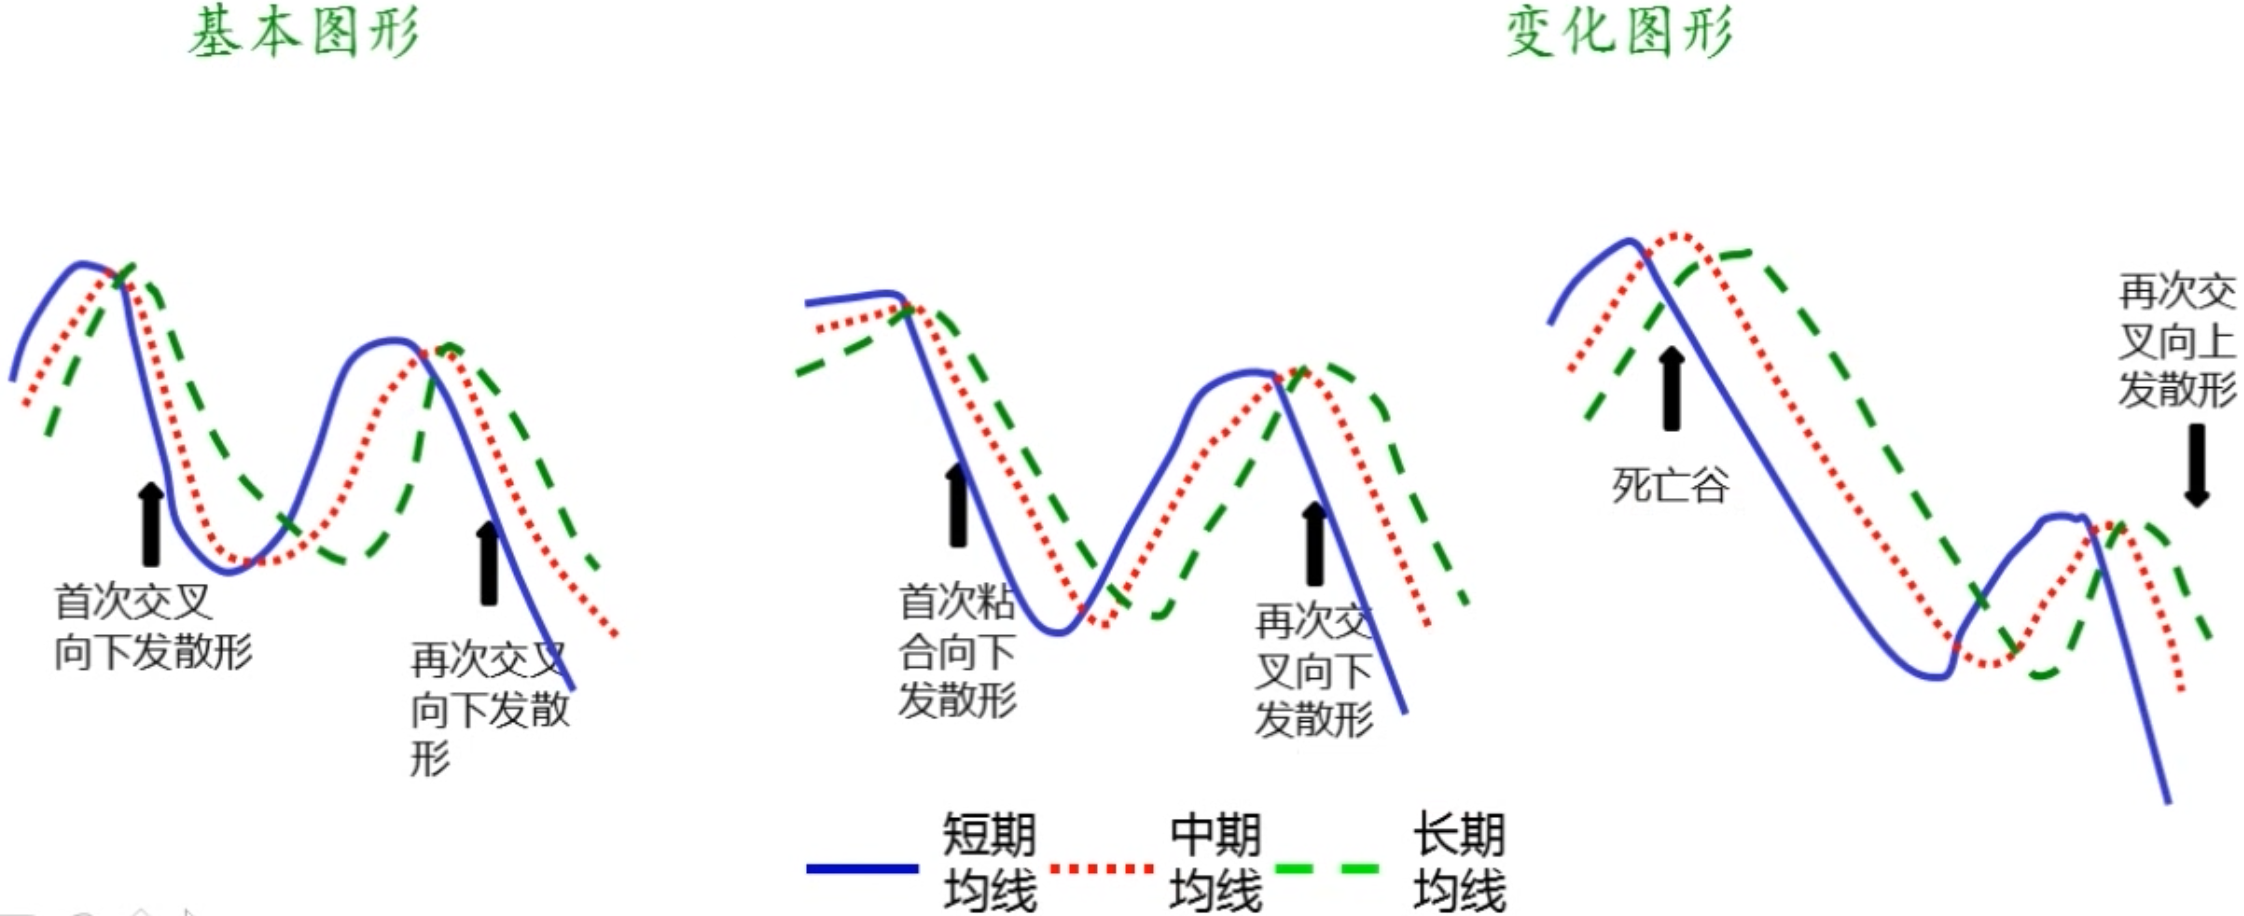 基本图形
变化图形
首次交叉
向下发散形
再次交叉
向下发散
形
首次粘
合向下
发散形
再次交
叉向下
发散形
死亡谷
再次交
叉向上
发散形
短期
均线
中期
均线
长期
均线